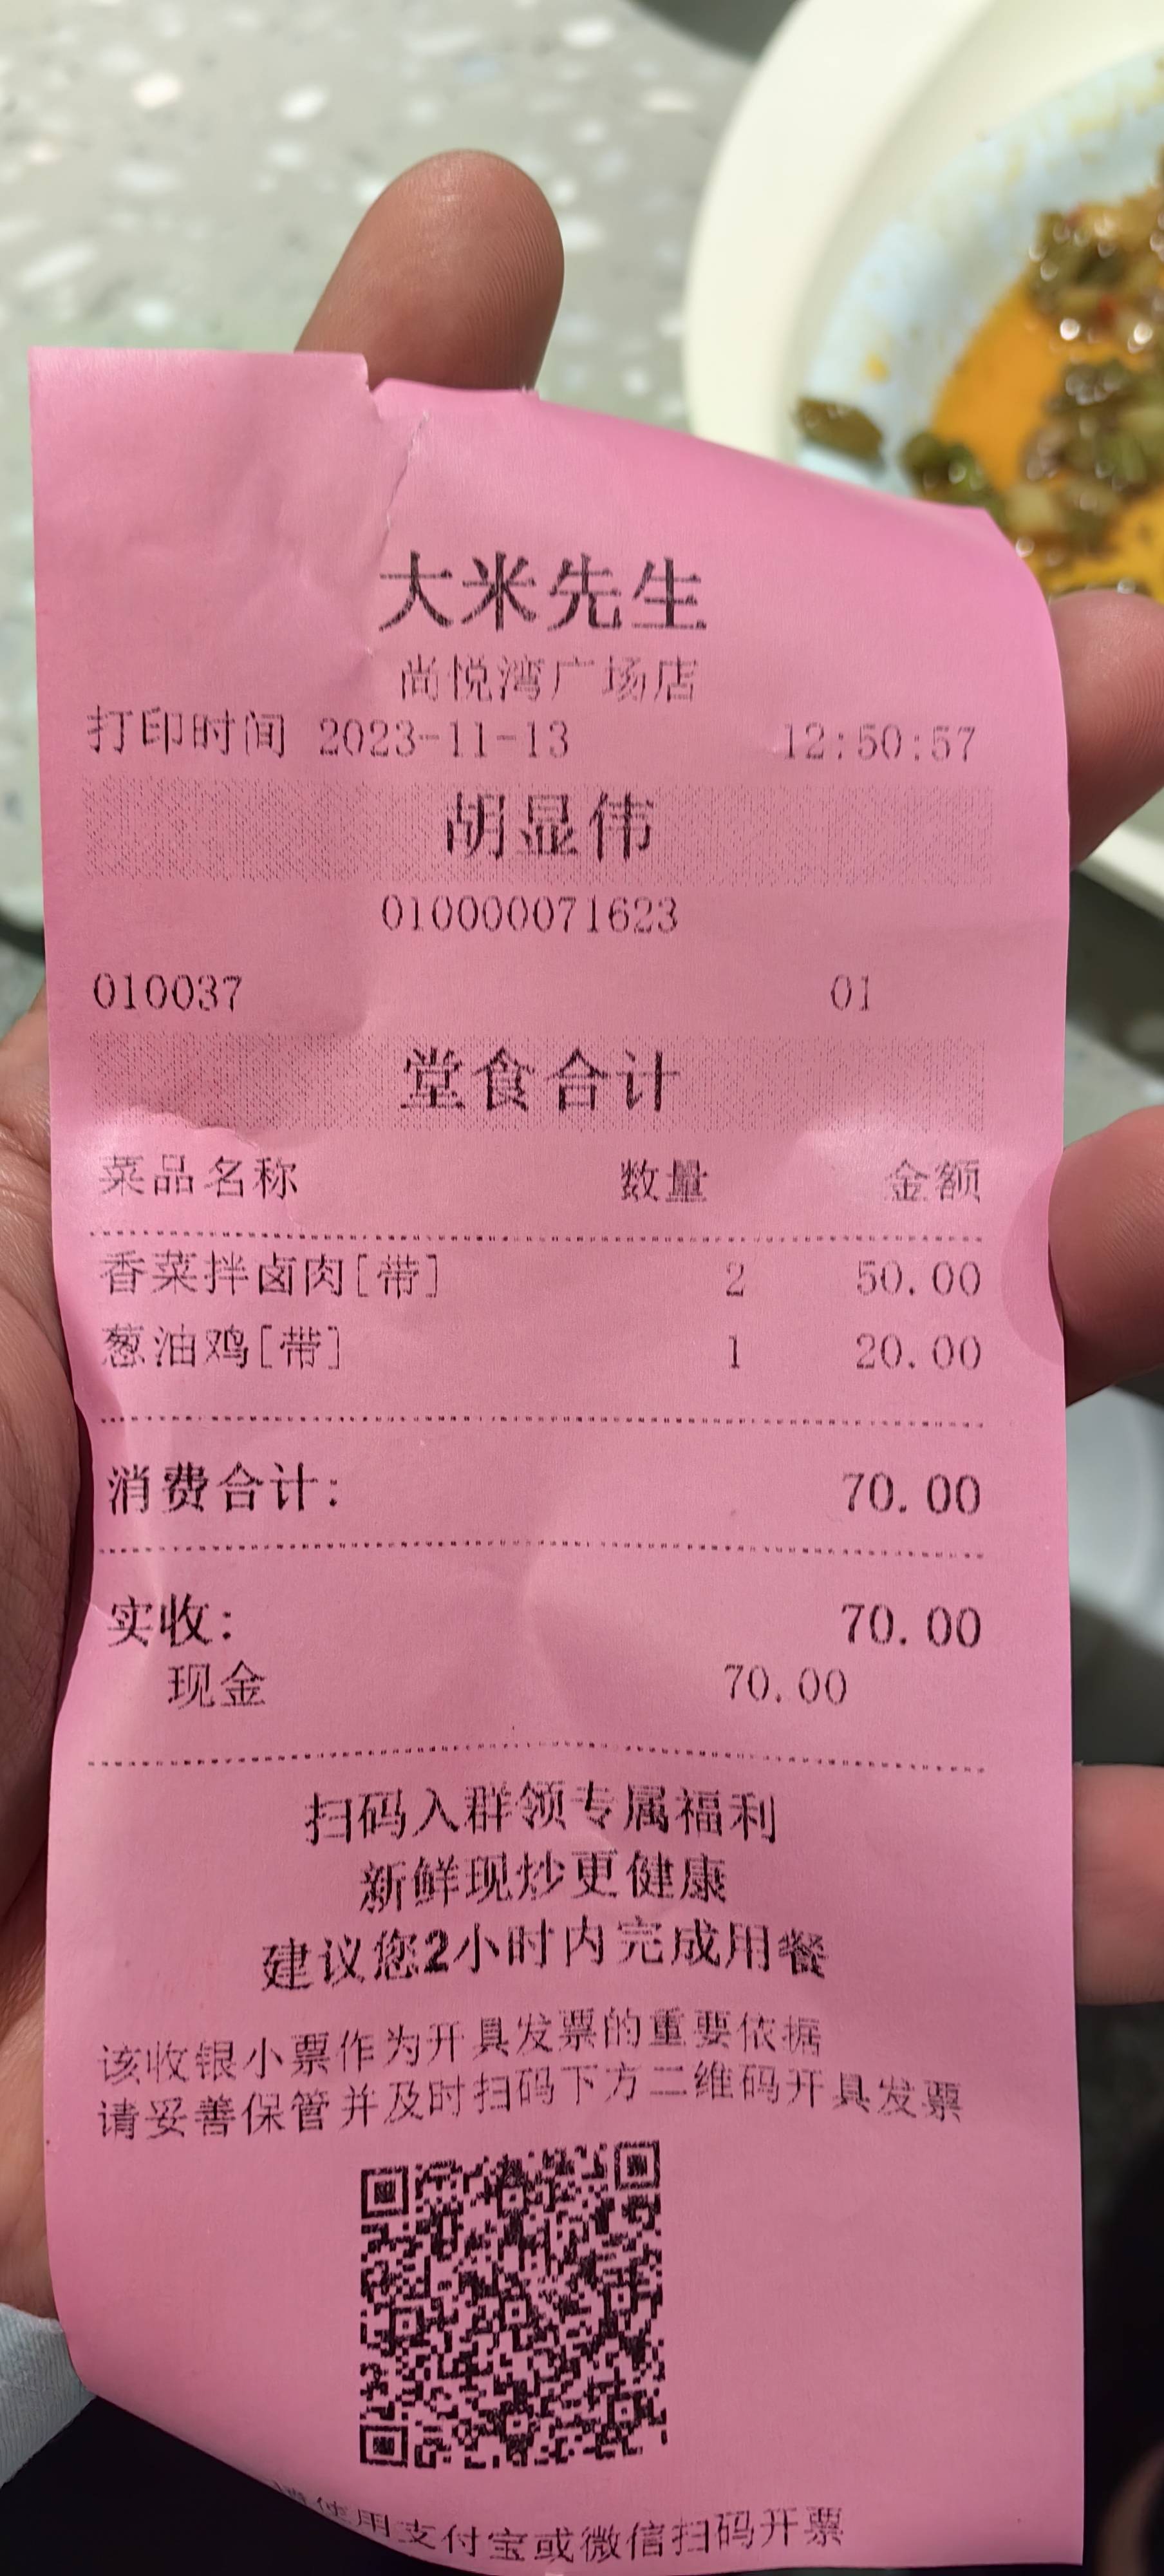 大米先生
尚悦湾广场店
打印时间 2023-11-13 12:50:57
胡显伟
010000071623
010037 01
堂食合计
菜品名称 数量 金额
香菜拌卤肉[带] 2 50.00
葱油鸡[带] 1 20.00
消费合计: 70.00
实收: 70.00
现金 70.00
扫码入群领专属福利
新鲜现炒更健康
建议您2小时内完成用餐
该收银小票作为开具发票的重要依据
请妥善保管并及时扫码下方二维码开具发票
请使用支付宝或微信扫码开票